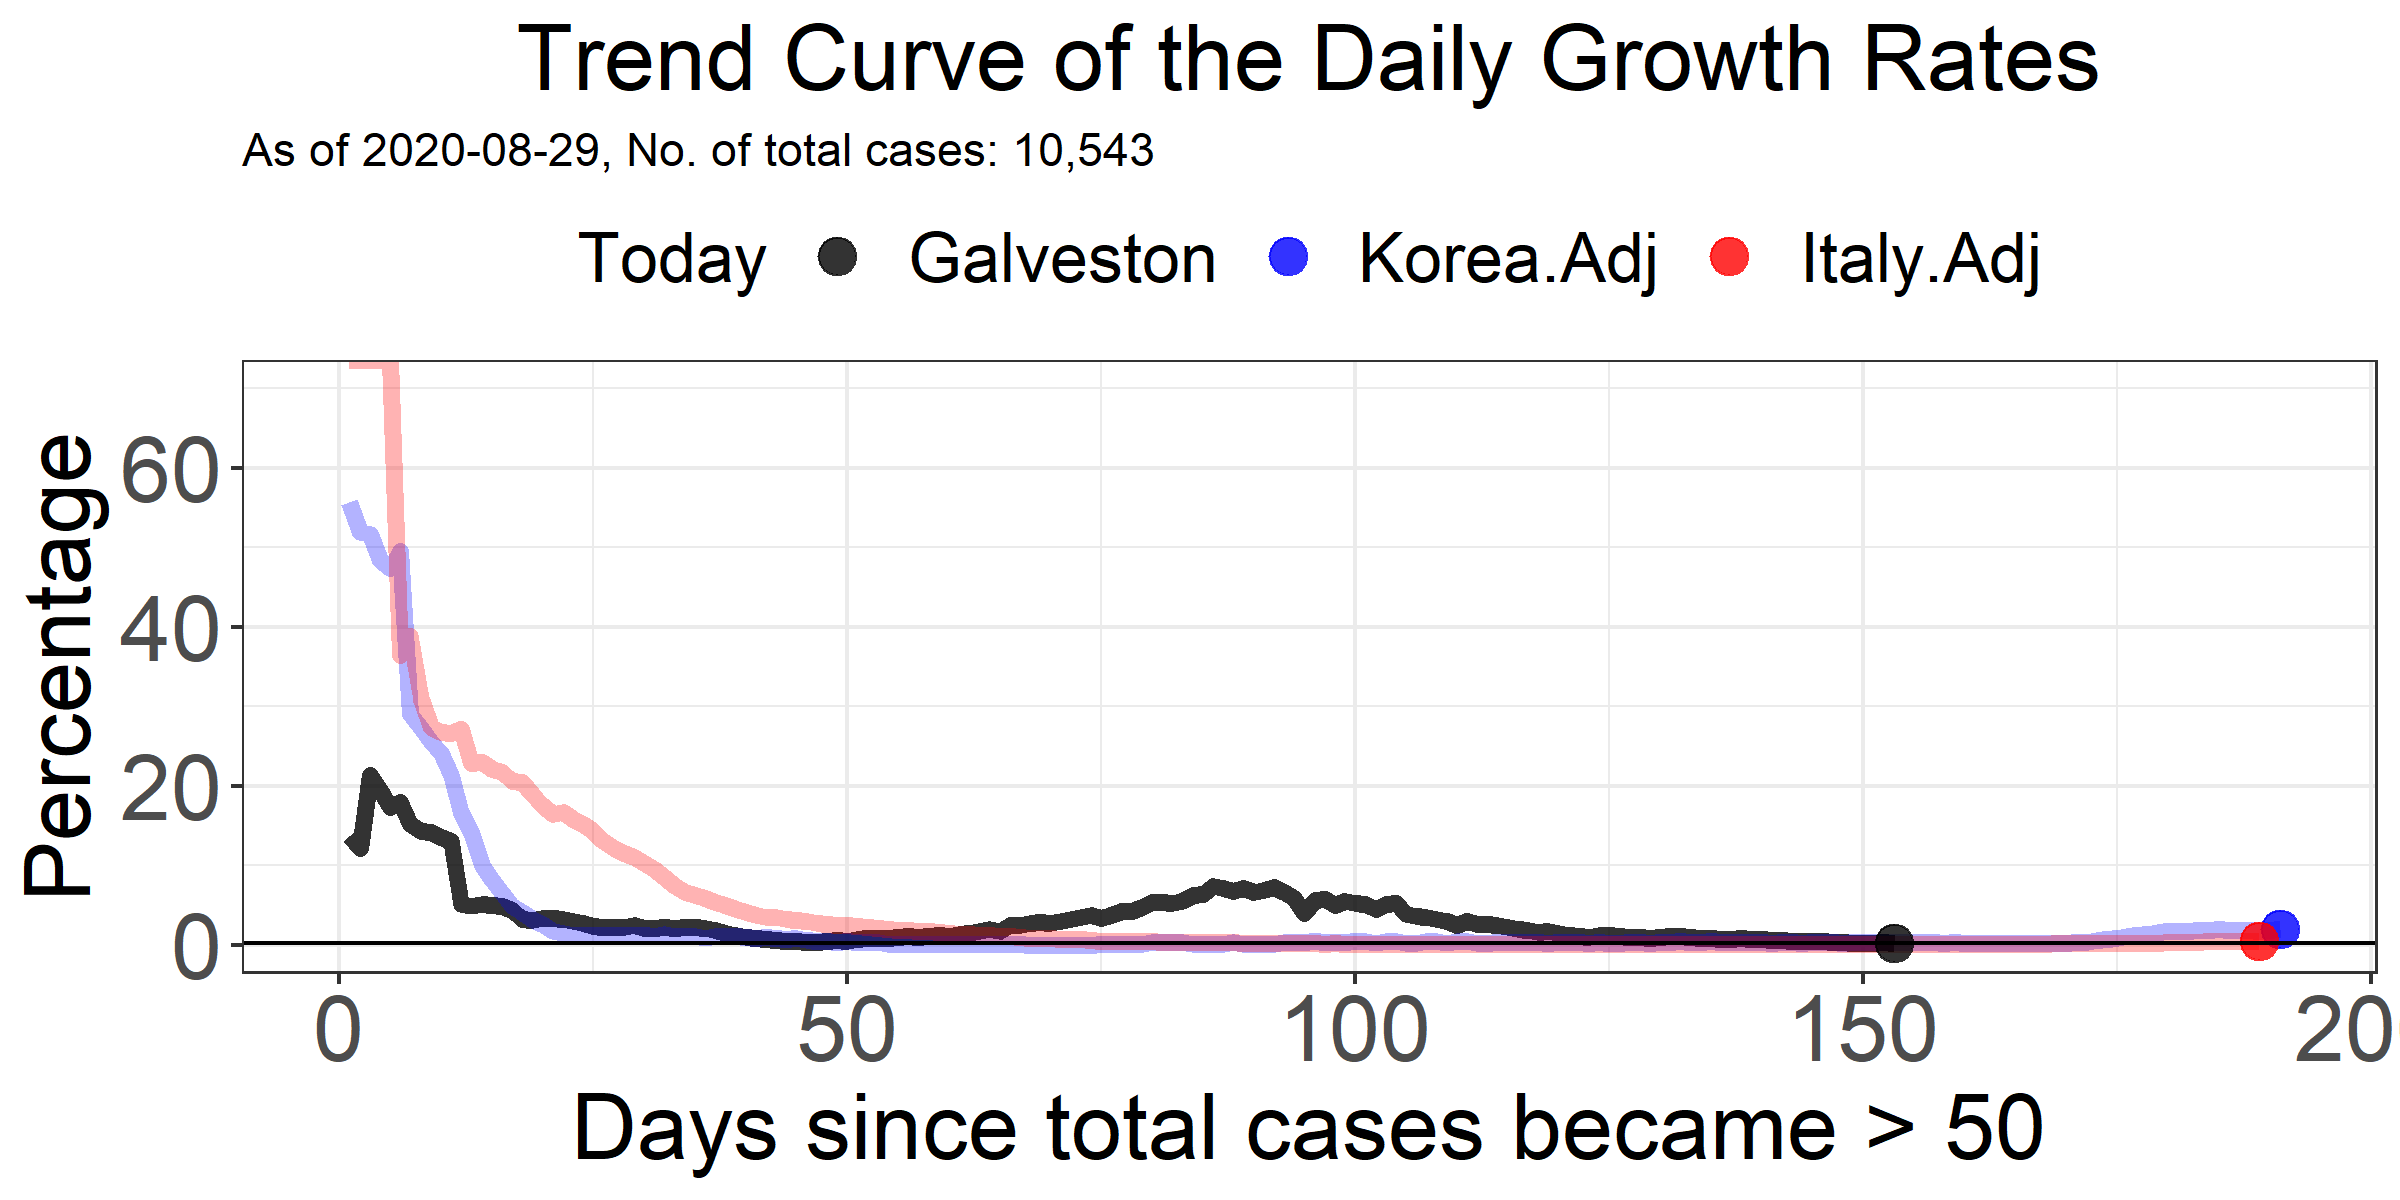 Trend Curve of the Daily Growth Rates
As of 2020-08-29, No. of total cases: 10,543
Today Galveston Korea.Adj Italy.Adj
Percentage
60
40
20
0
0 50 100 150 20
Days since total cases became > 50